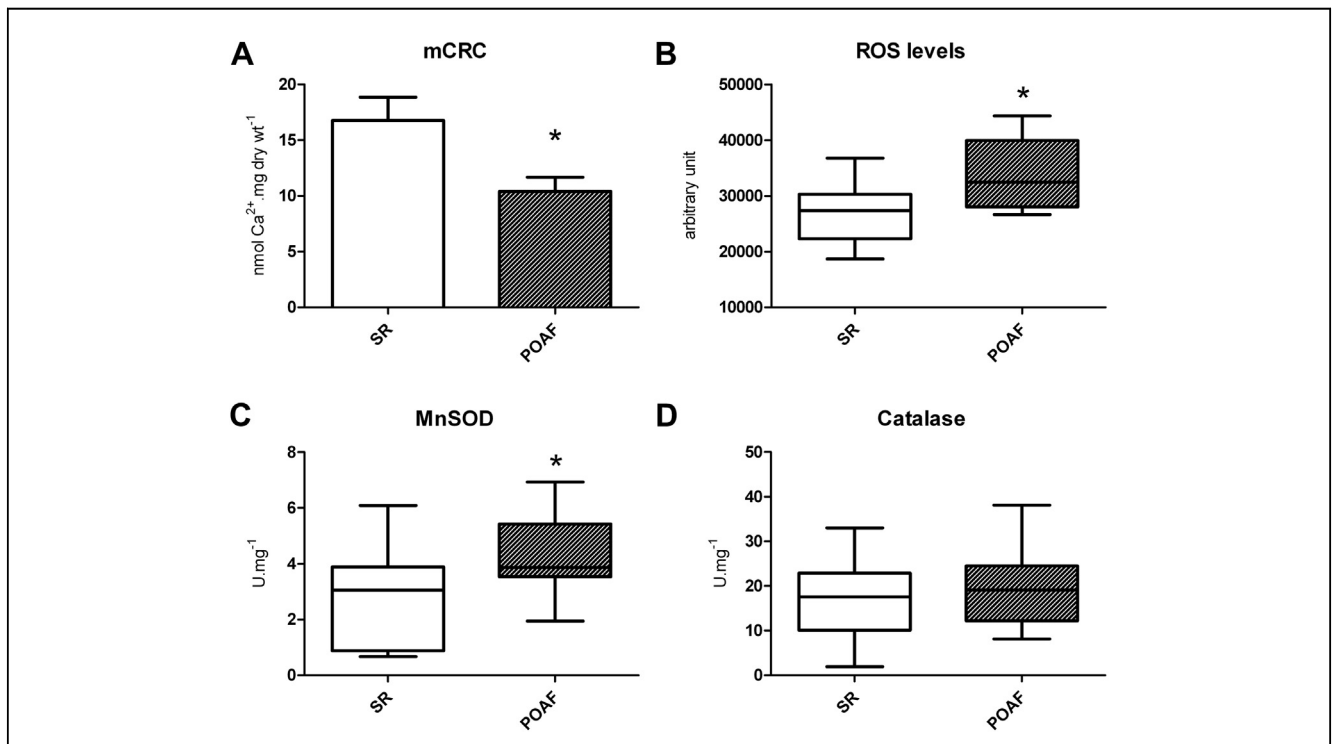 A
mCRC
nmol Ca²⁺.mg dry wt⁻¹
20
15
10
5
0
*
SR
POAF
B
ROS levels
arbitrary unit
50000
40000
30000
20000
10000
*
SR
POAF
C
MnSOD
U.mg⁻¹
8
6
4
2
0
*
SR
POAF
D
Catalase
U.mg⁻¹
50
40
30
20
10
0
SR
POAF